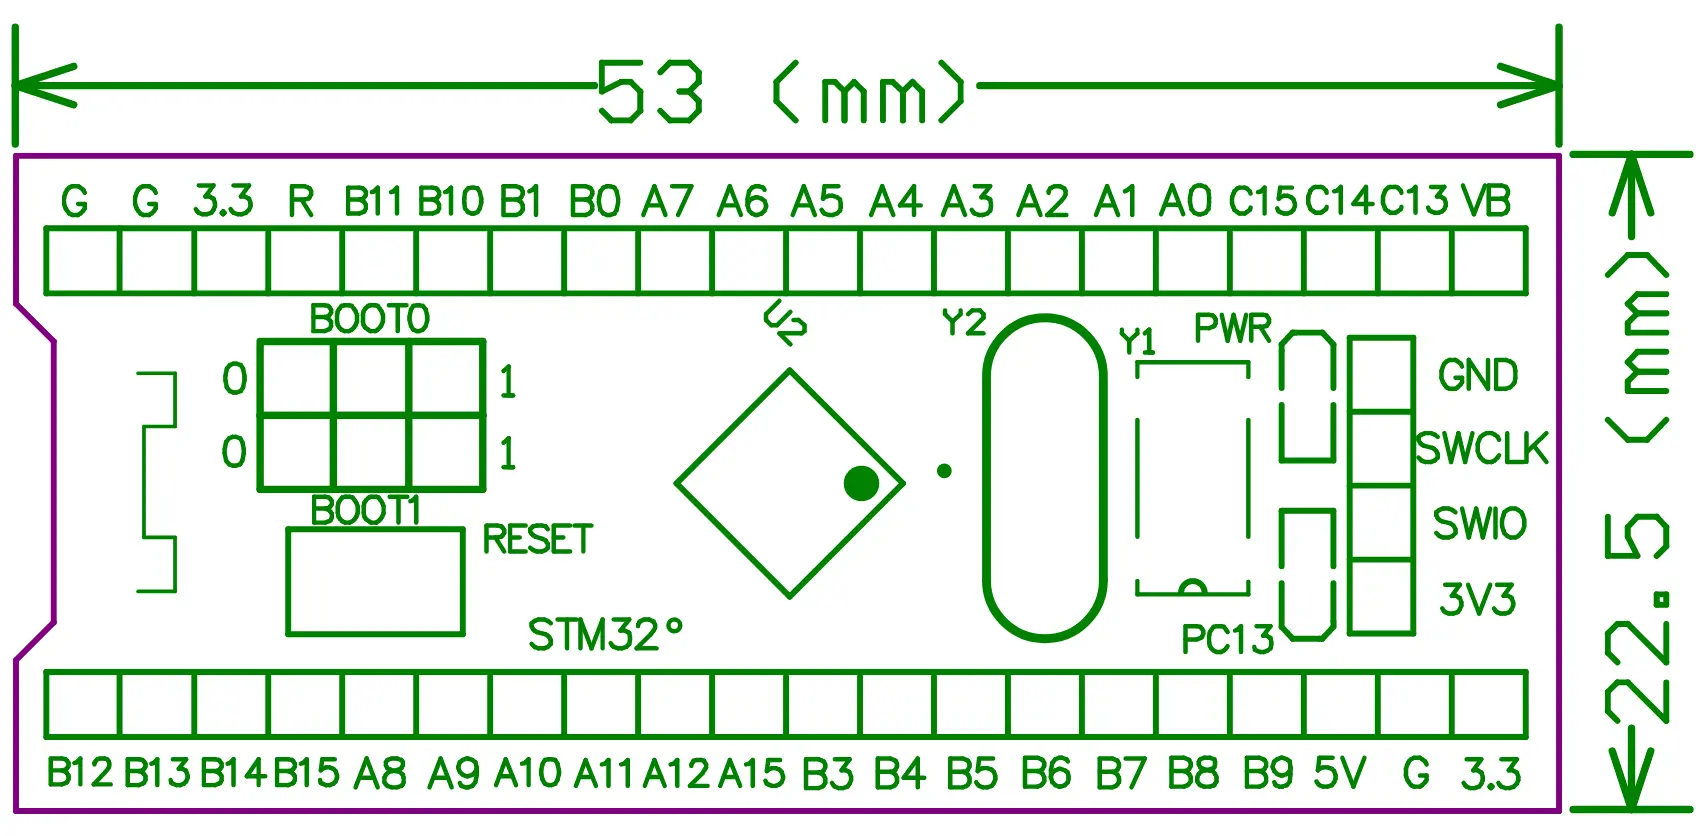 53 (mm)
G G 3.3 R B11 B10 B1 B0 A7 A6 A5 A4 A3 A2 A1 A0 C15 C14 C13 VB
BOOT0
U2
Y2
Y1
PWR
0 1
GND
0 1
SWCLK
BOOT1
RESET
SWIO
3V3
STM32°
PC13
B12 B13 B14 B15 A8 A9 A10 A11 A12 A15 B3 B4 B5 B6 B7 B8 B9 5V G 3.3
22.5 (mm)